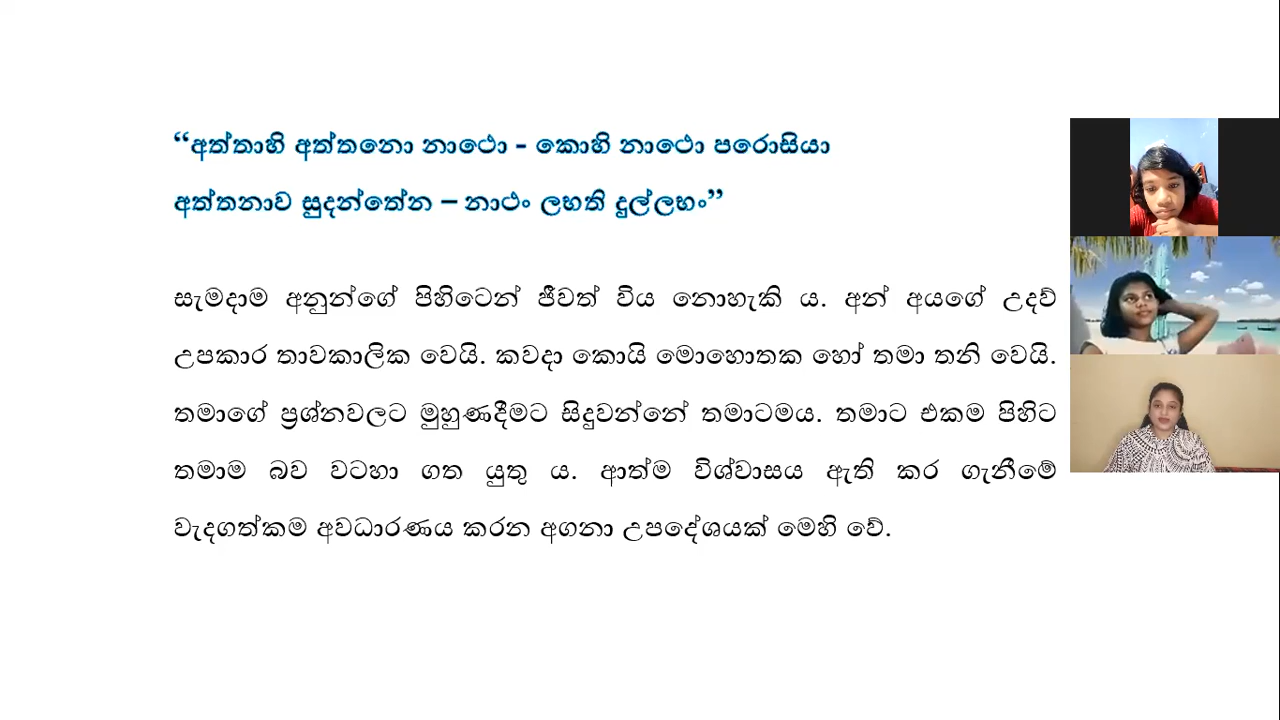 “අත්තාහි අත්තනො නාථො - කොහි නාථො පරොසියා
අත්තනාව සුදන්තේන – නාථං ලභති දුල්ලභං”
සැමදාම අනුන්ගේ පිහිටෙන් ජීවත් විය නොහැකි ය. අන් අයගේ උදව්
උපකාර තාවකාලික වෙයි. කවදා කොයි මොහොතක හෝ තමා තනි වෙයි.
තමාගේ ප්‍රශ්නවලට මුහුණදීමට සිදුවන්නේ තමාටමය. තමාට එකම පිහිට
තමාම බව වටහා ගත යුතු ය. ආත්ම විශ්වාසය ඇති කර ගැනීමේ
වැදගත්කම අවධාරණය කරන අගනා උපදේශයක් මෙහි වේ.